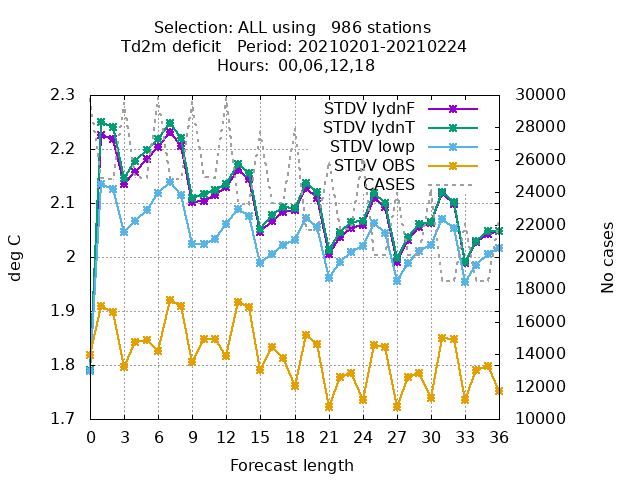 Selection: ALL using   986 stations
Td2m deficit   Period: 20210201-20210224
Hours:  00,06,12,18
2.3
2.2
2.1
2
1.9
1.8
1.7
deg C
30000
28000
26000
24000
22000
20000
18000
16000
14000
12000
10000
No cases
STDV lydnF
STDV lydnT
STDV Iowp
STDV OBS
CASES
0 3 6 9 12 15 18 21 24 27 30 33 36
Forecast length